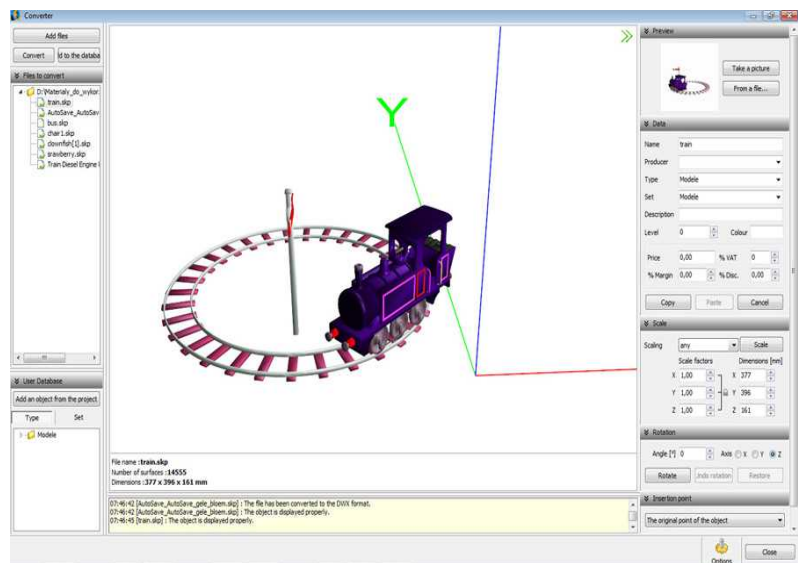 Converter
Add files
Convert
ld to the databa
Files to convert
D:\Materialy_do_wykor
train.skp
AutoSave_AutoSav
bus.skp
chair1.skp
clownfish[1].skp
srawberry.skp
Train Diesel Engine
User Database
Add an object from the project
Type Set
Modele
Y
File name :train.skp
Number of surfaces :14555
Dimensions :377 x 396 x 161 mm
07:46:42 [AutoSave_AutoSave_gele_bloem.skp] : The file has been converted to the DWX format.
07:46:42 [AutoSave_AutoSave_gele_bloem.skp] : The object is displayed properly.
07:46:45 [train.skp] : The object is displayed properly.
Preview
Take a picture
From a file...
Data
Name train
Producer
Type Modele
Set Modele
Description
Level 0 Colour
Price 0,00 % VAT 0
% Margin 0,00 % Disc. 0,00
Copy Paste Cancel
Scale
Scaling any Scale
Scale factors Dimensions [mm]
X 1,00 X 377
Y 1,00 Y 396
Z 1,00 Z 161
Rotation
Angle [°] 0 Axis X Y Z
Rotate Undo rotation Restore
Insertion point
The original point of the object
Options
Close